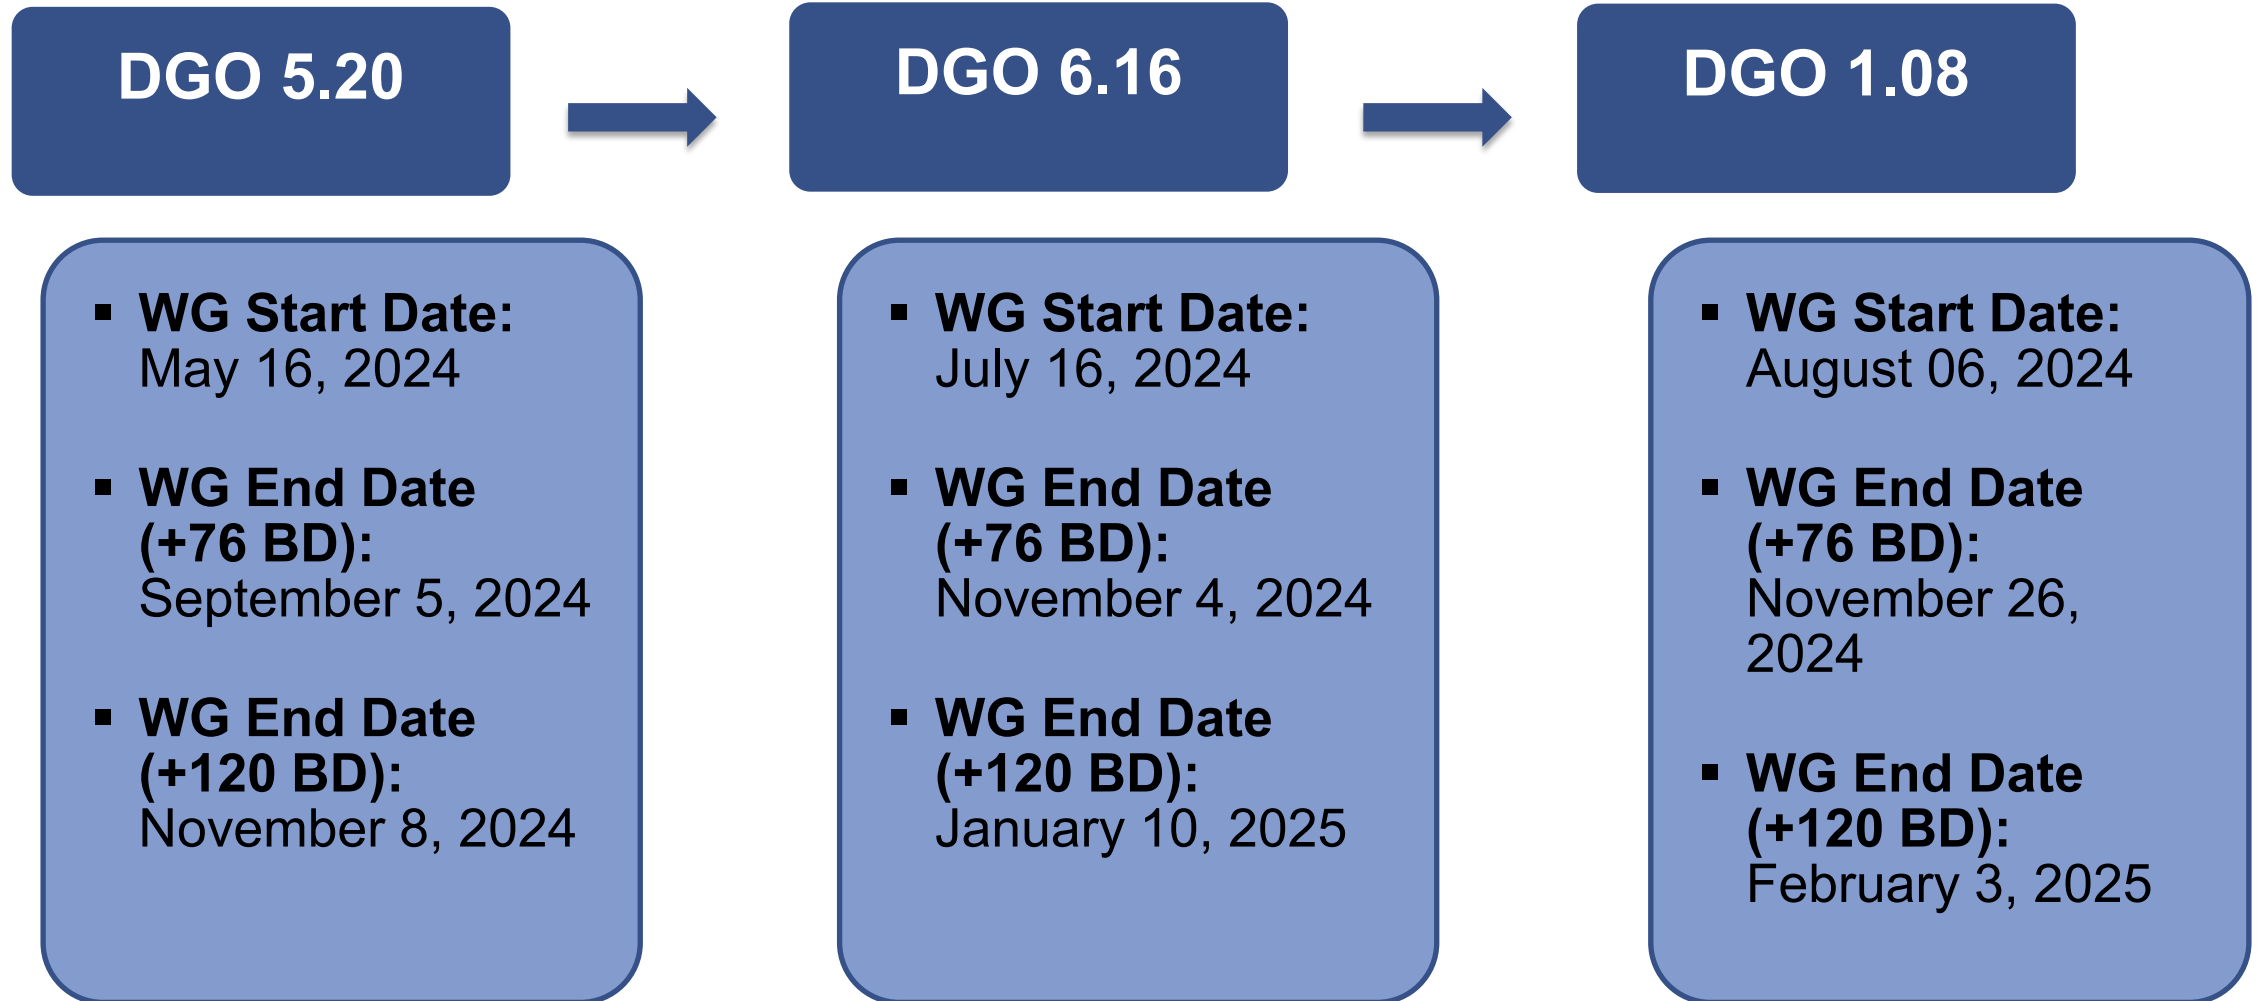 DGO 5.20
▪ WG Start Date:
May 16, 2024
▪ WG End Date
(+76 BD):
September 5, 2024
▪ WG End Date
(+120 BD):
November 8, 2024
DGO 6.16
▪ WG Start Date:
July 16, 2024
▪ WG End Date
(+76 BD):
November 4, 2024
▪ WG End Date
(+120 BD):
January 10, 2025
DGO 1.08
▪ WG Start Date:
August 06, 2024
▪ WG End Date
(+76 BD):
November 26,
2024
▪ WG End Date
(+120 BD):
February 3, 2025